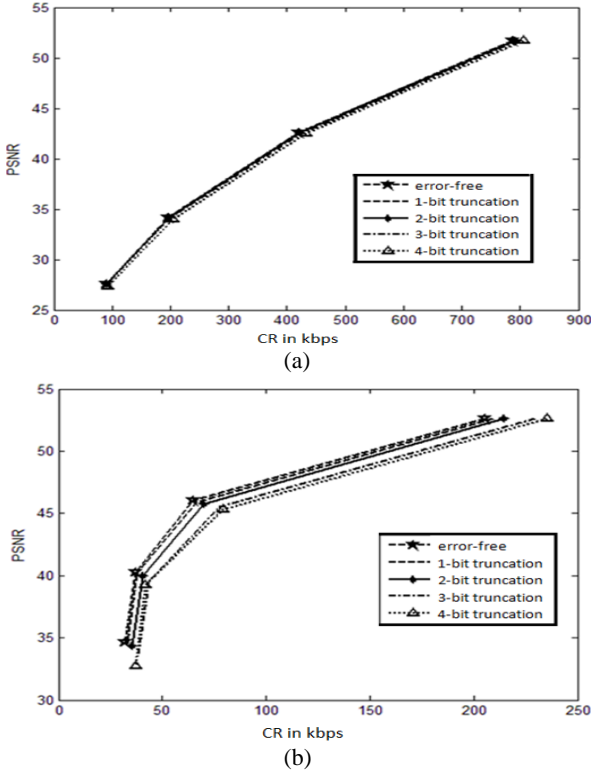 55
50
45
40
35
30
25
PSNR
error-free
1-bit truncation
2-bit truncation
3-bit truncation
4-bit truncation
0 100 200 300 400 500 600 700 800 900
CR in kbps
(a)
55
50
45
40
35
30
PSNR
error-free
1-bit truncation
2-bit truncation
3-bit truncation
4-bit truncation
0 50 100 150 200 250
CR in kbps
(b)